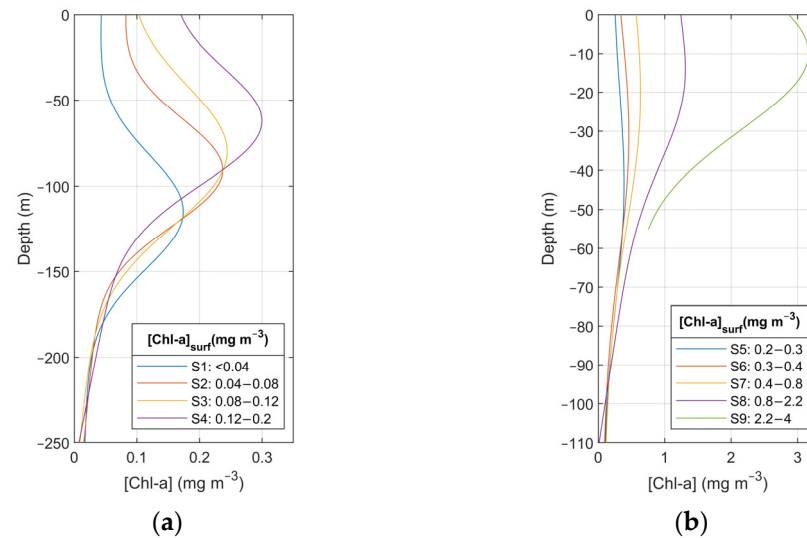 0
−50
−100
−150
−200
−250
Depth (m)
0
0.1
0.2
0.3
[Chl-a] (mg m⁻³)
[Chl-a]surf(mg m⁻³)
S1: <0.04
S2: 0.04−0.08
S3: 0.08−0.12
S4: 0.12−0.2
(a)
0
−10
−20
−30
−40
−50
−60
−70
−80
−90
−100
−110
Depth (m)
0
1
2
3
[Chl-a] (mg m⁻³)
[Chl-a]surf(mg m⁻³)
S5: 0.2−0.3
S6: 0.3−0.4
S7: 0.4−0.8
S8: 0.8−2.2
S9: 2.2−4
(b)